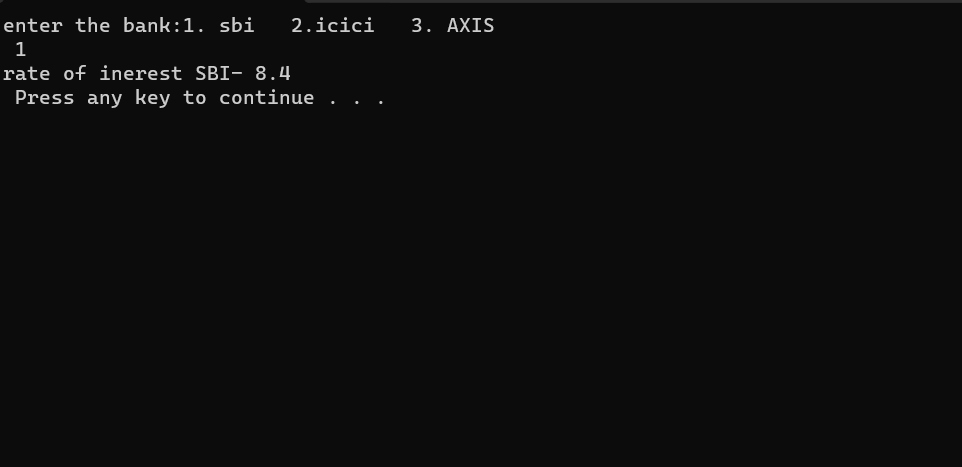 enter the bank:1. sbi   2.icici   3. AXIS
 1
rate of inerest SBI- 8.4
 Press any key to continue . . .